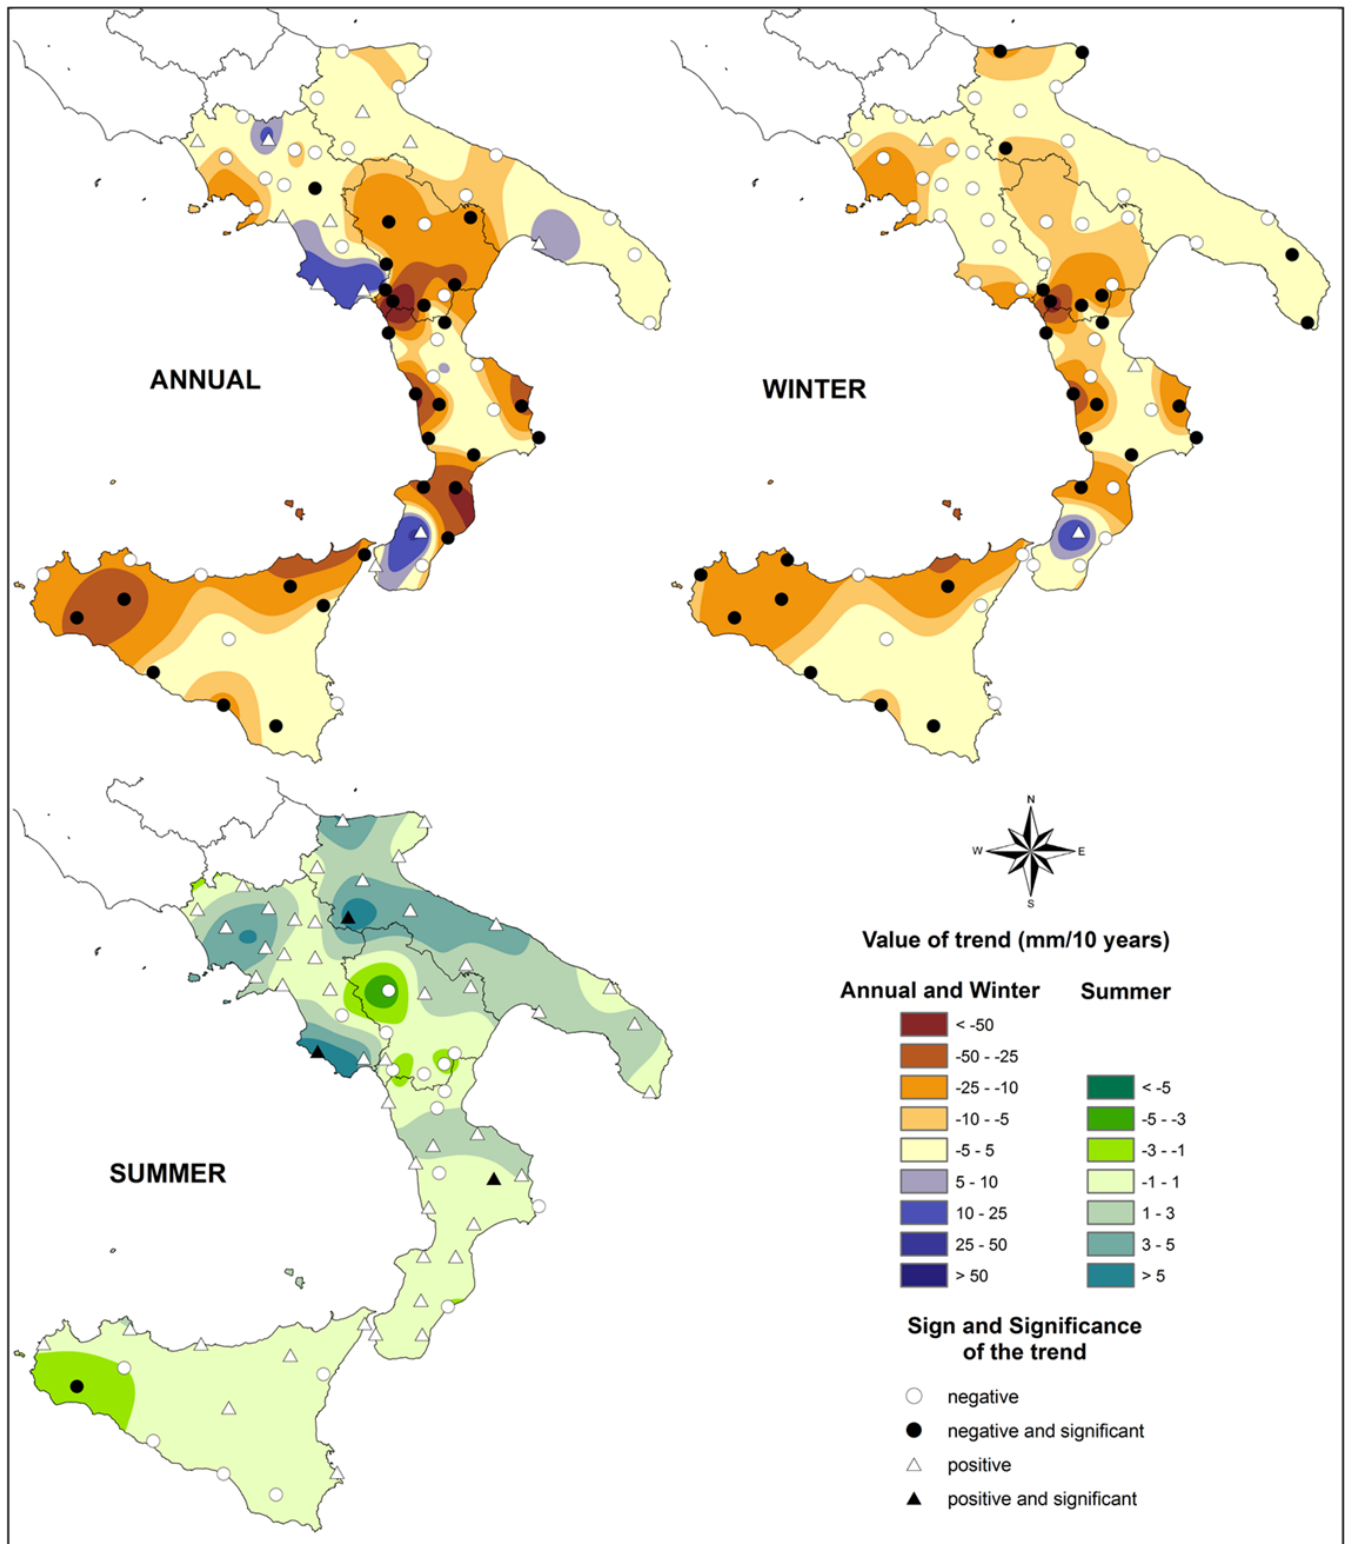 ANNUAL
WINTER
SUMMER
N
W E
S
Value of trend (mm/10 years)
Annual and Winter Summer
< -50
-50 - -25
-25 - -10 < -5
-10 - -5 -5 - -3
-5 - 5 -3 - -1
5 - 10 -1 - 1
10 - 25 1 - 3
25 - 50 3 - 5
> 50 > 5
Sign and Significance
of the trend
negative
negative and significant
positive
positive and significant